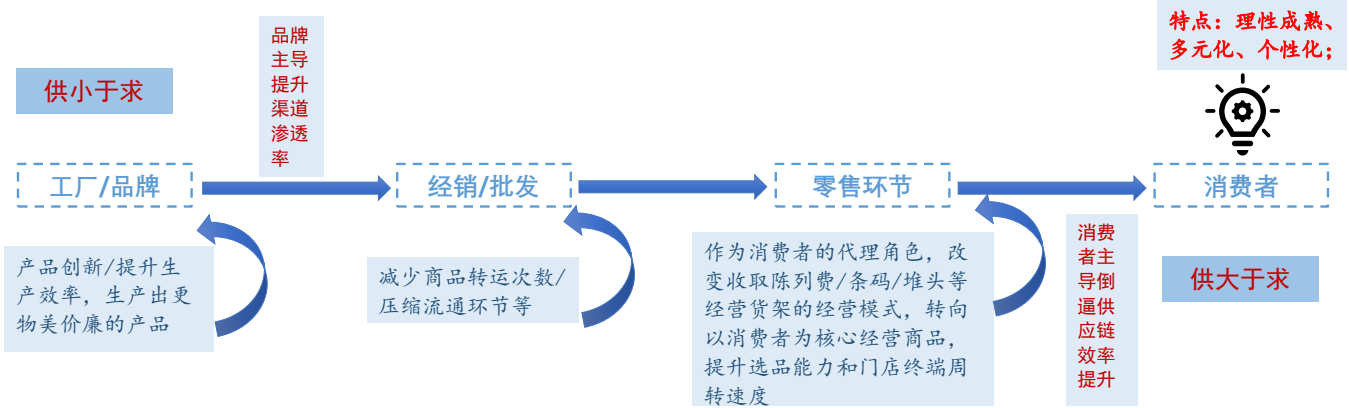 特点：理性成熟、
多元化、个性化；
品牌
主导
提升
渠道
渗透
率
供小于求
工厂/品牌
经销/批发
零售环节
消费者
产品创新/提升生
产效率，生产出更
物美价廉的产品
减少商品转运次数/
压缩流通环节等
作为消费者的代理角色，改
变收取陈列费/条码/堆头等
经营货架的经营模式，转向
以消费者为核心经营商品，
提升选品能力和门店终端周
转速度
消费
者主
导倒
逼供
应链
效率
提升
供大于求